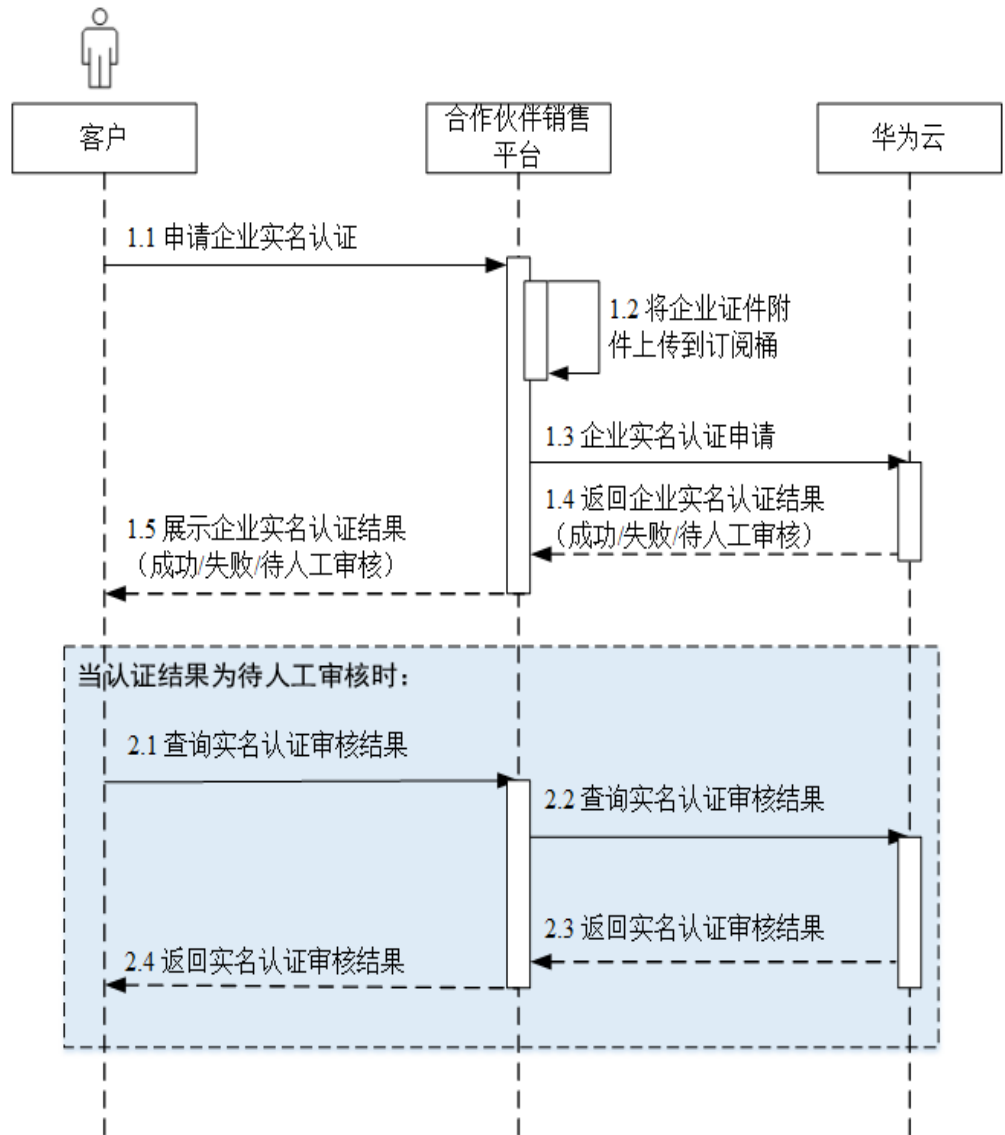 客户
合作伙伴销售
平台
华为云
1.1 申请企业实名认证
1.2 将企业证件附
件上传到订阅桶
1.3 企业实名认证申请
1.4 返回企业实名认证结果
（成功/失败/待人工审核）
1.5 展示企业实名认证结果
（成功/失败/待人工审核）
当认证结果为待人工审核时：
2.1 查询实名认证审核结果
2.2 查询实名认证审核结果
2.3 返回实名认证审核结果
2.4 返回实名认证审核结果